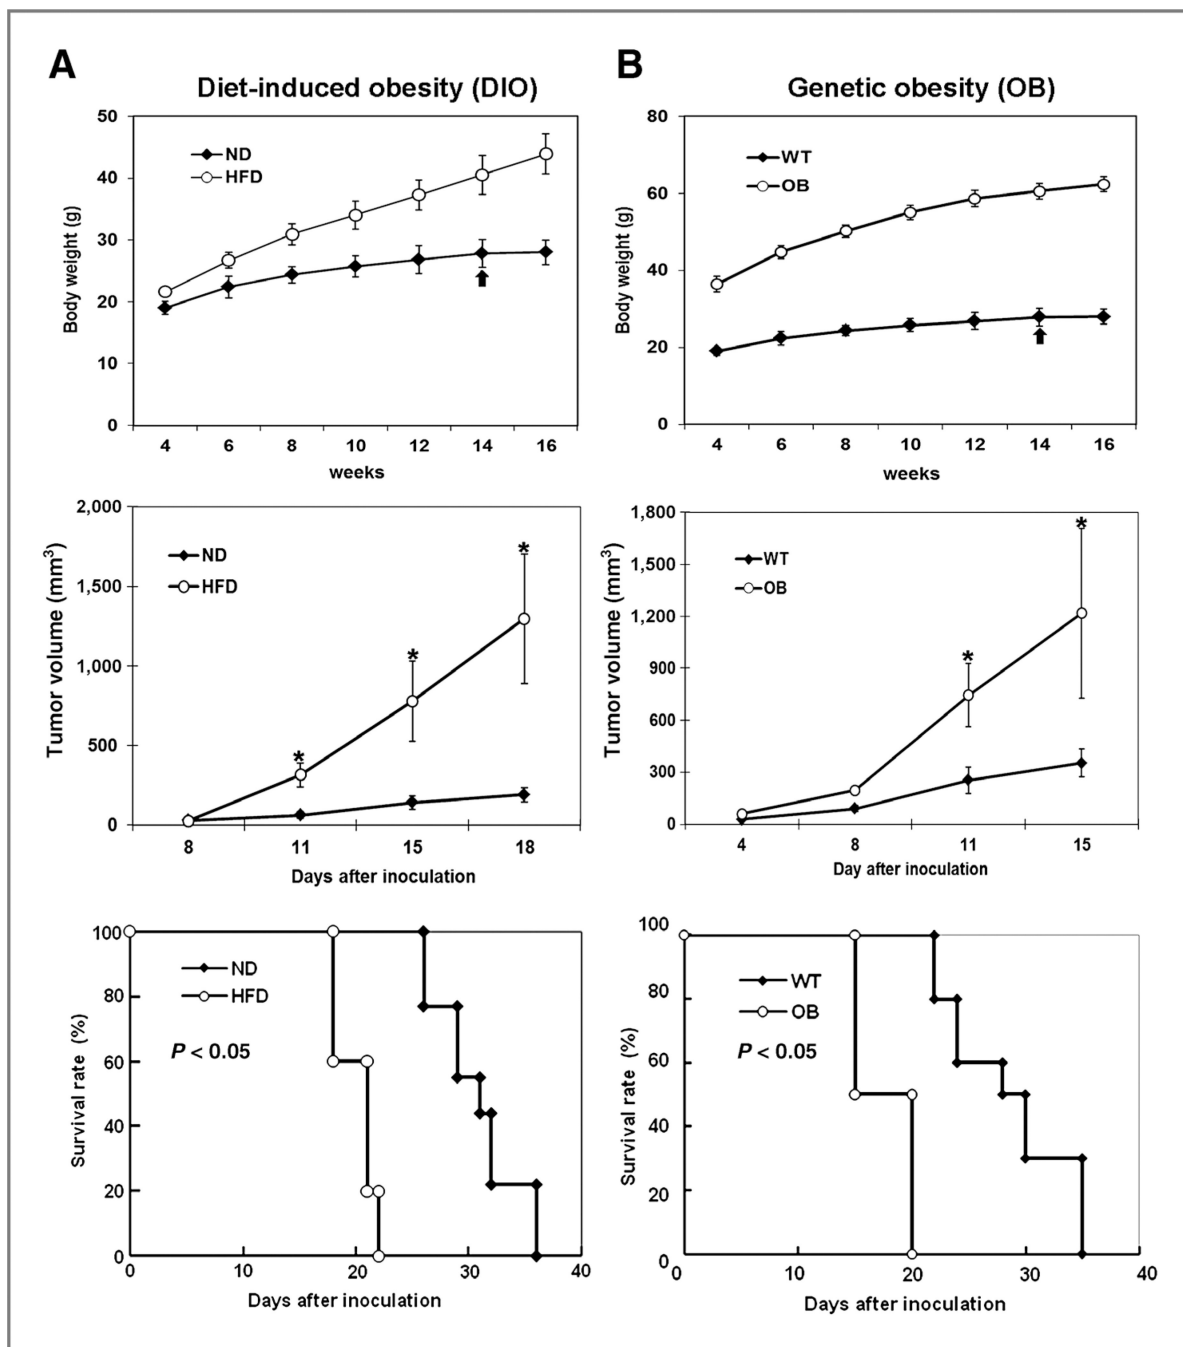 A
Diet-induced obesity (DIO)
50
40
30
20
10
0
Body weight (g)
ND
HFD
4 6 8 10 12 14 16
weeks
B
Genetic obesity (OB)
80
60
40
20
0
Body weight (g)
WT
OB
4 6 8 10 12 14 16
weeks
2,000
1,500
1,000
500
0
Tumor volume (mm³)
ND
HFD
*
*
*
8 11 15 18
Days after inoculation
1,800
1,500
1,200
900
600
300
0
Tumor volume (mm³)
WT
OB
*
*
4 8 11 15
Day after inoculation
100
80
60
40
20
0
Survival rate (%)
ND
HFD
P < 0.05
0 10 20 30 40
Days after inoculation
100
80
60
40
20
0
Survival rate (%)
WT
OB
P < 0.05
0 10 20 30 40
Days after inoculation